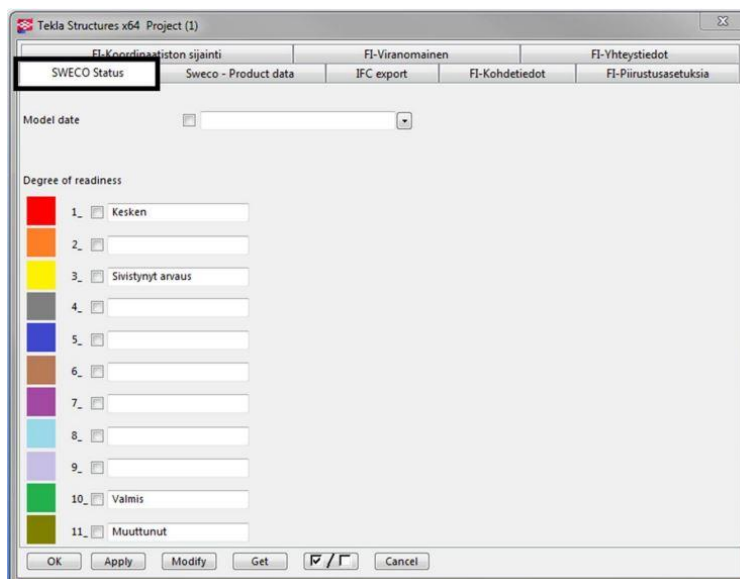 Tekla Structures x64 Project (1)
FI-Koordinaatiston sijainti FI-Viranomainen FI-Yhteystiedot
SWECO Status Sweco - Product data IFC export FI-Kohdetiedot FI-Piirustusasetuksia
Model date
Degree of readiness
1_ Kesken
2_
3_ Sivistynyt arvaus
4_
5_
6_
7_
8_
9_
10_ Valmis
11_ Muuttunut
OK Apply Modify Get / Cancel